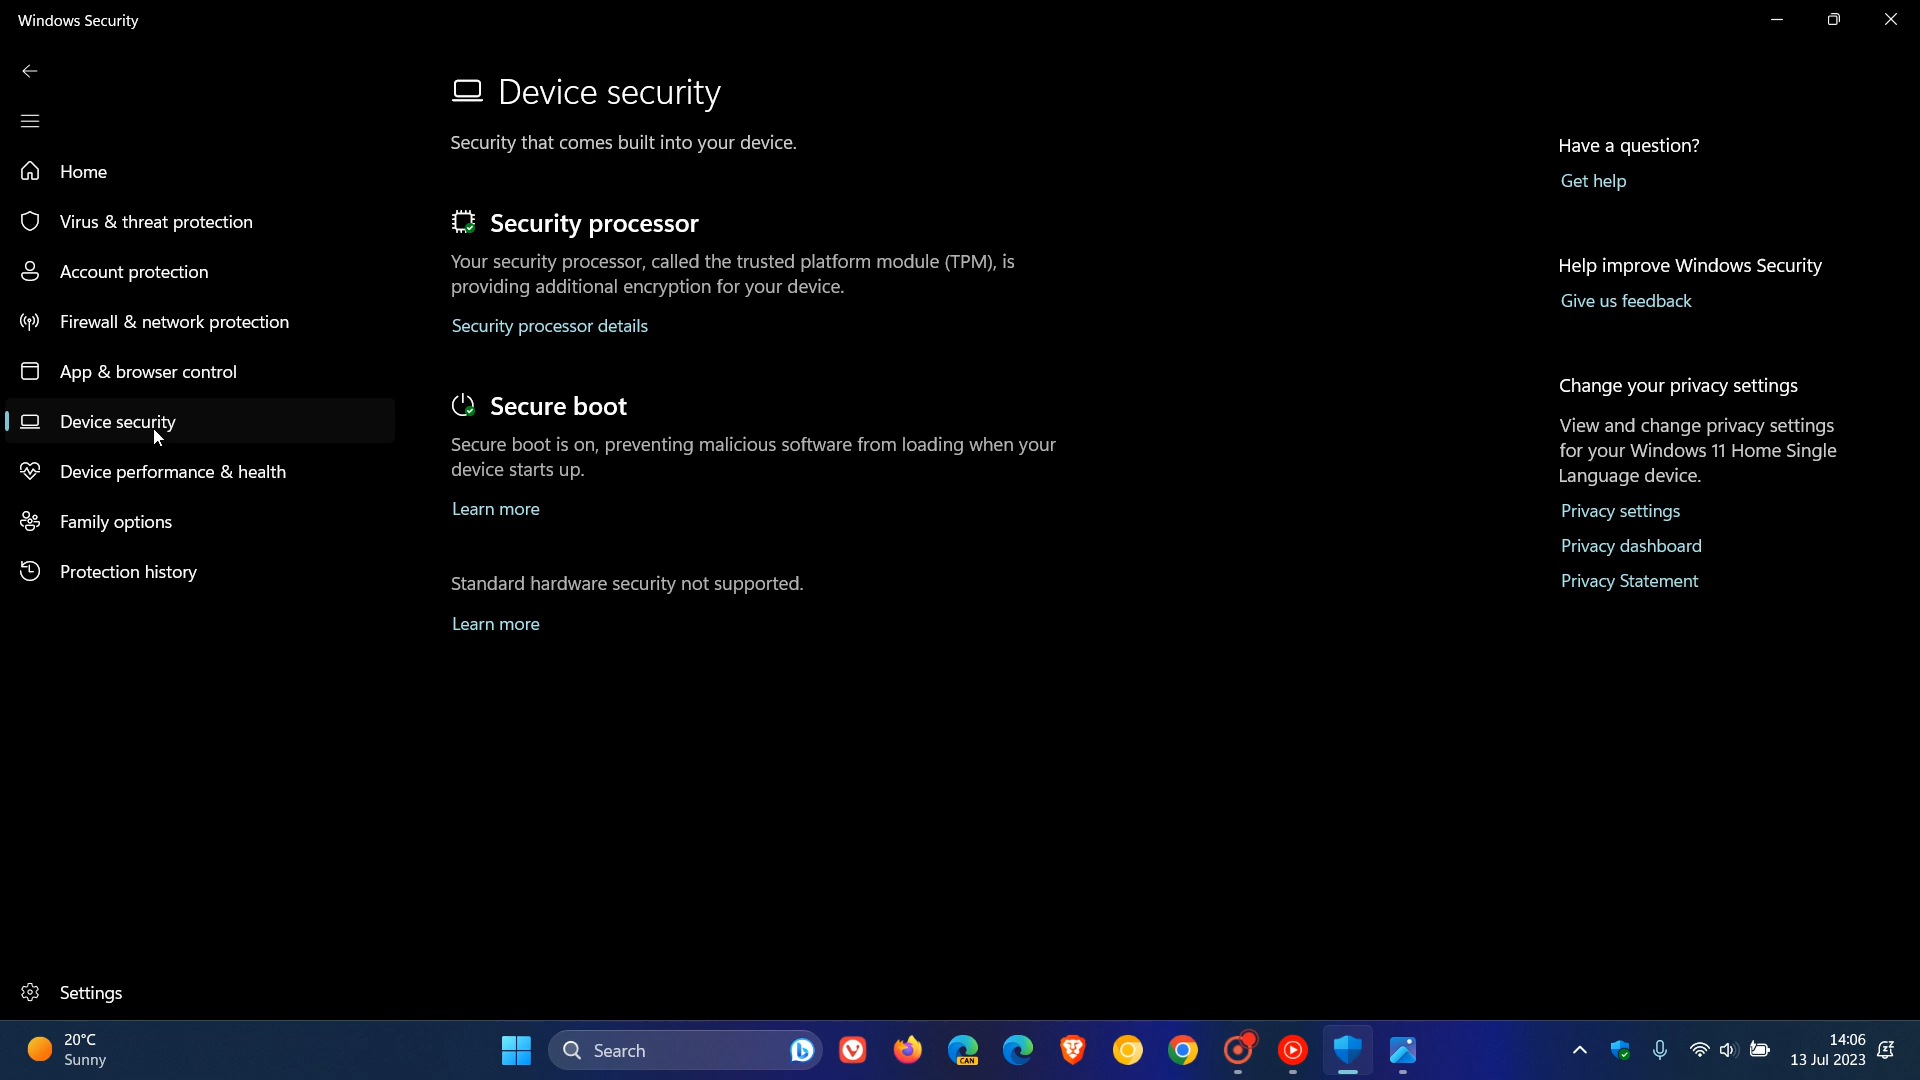 Windows Security
Home
Virus & threat protection
Account protection
Firewall & network protection
App & browser control
Device security
Device performance & health
Family options
Protection history
Settings
Device security
Security that comes built into your device.
Security processor
Your security processor, called the trusted platform module (TPM), is
providing additional encryption for your device.
Security processor details
Secure boot
Secure boot is on, preventing malicious software from loading when your
device starts up.
Learn more
Standard hardware security not supported.
Learn more
Have a question?
Get help
Help improve Windows Security
Give us feedback
Change your privacy settings
View and change privacy settings
for your Windows 11 Home Single
Language device.
Privacy settings
Privacy dashboard
Privacy Statement
20°C
Sunny
Search
CAN
14:06
13 Jul 2023